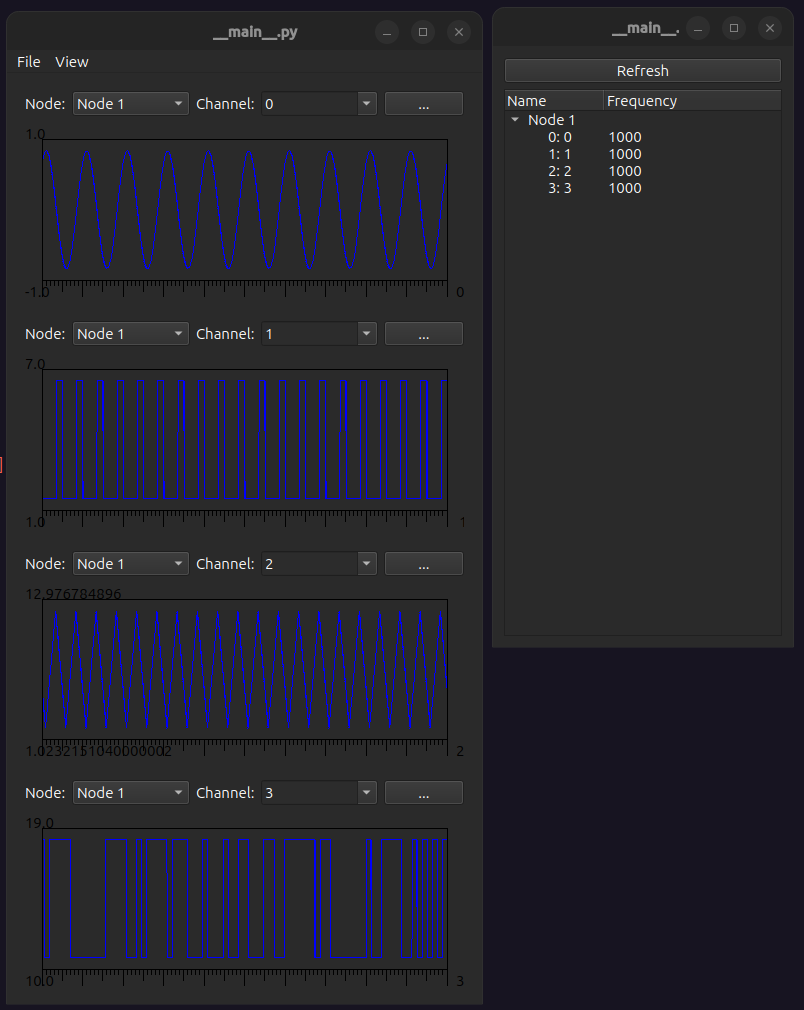 __main__.py
File View
Node: Node 1 Channel: 0 ...
1.0
-1.0 0
Node: Node 1 Channel: 1 ...
7.0
1.0 1
Node: Node 1 Channel: 2 ...
12.976784896
1.0232151040000002 2
Node: Node 1 Channel: 3 ...
19.0
10.0 3
__main__.
Refresh
Name Frequency
Node 1
0: 0 1000
1: 1 1000
2: 2 1000
3: 3 1000